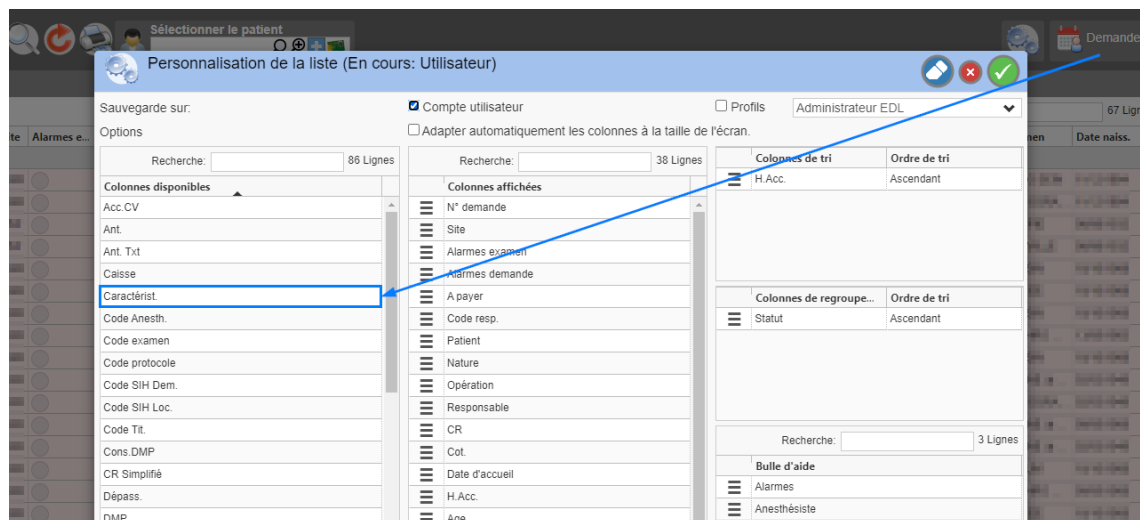 Sélectionner le patient
Demande
Personnalisation de la liste (En cours: Utilisateur)
Sauvegarde sur:
Compte utilisateur
Profils
Administrateur EDL
67 Lign
Options
Adapter automatiquement les colonnes à la taille de l'écran.
ite
Alarmes e...
nen
Date naiss.
Recherche:
86 Lignes
Colonnes disponibles
Acc.CV
Ant.
Ant. Txt
Caisse
Caractérist.
Code Anesth.
Code examen
Code protocole
Code SIH Dem.
Code SIH Loc.
Code Tit.
Cons.DMP
CR Simplifié
Dépass.
DMP
Recherche:
38 Lignes
Colonnes affichées
N° demande
Site
Alarmes examen
Alarmes demande
A payer
Code resp.
Patient
Nature
Opération
Responsable
CR
Cot.
Date d'accueil
H.Acc.
Age
Colonnes de tri
Ordre de tri
H.Acc.
Ascendant
Colonnes de regroupe...
Ordre de tri
Statut
Ascendant
Recherche:
3 Lignes
Bulle d'aide
Alarmes
Anesthésiste